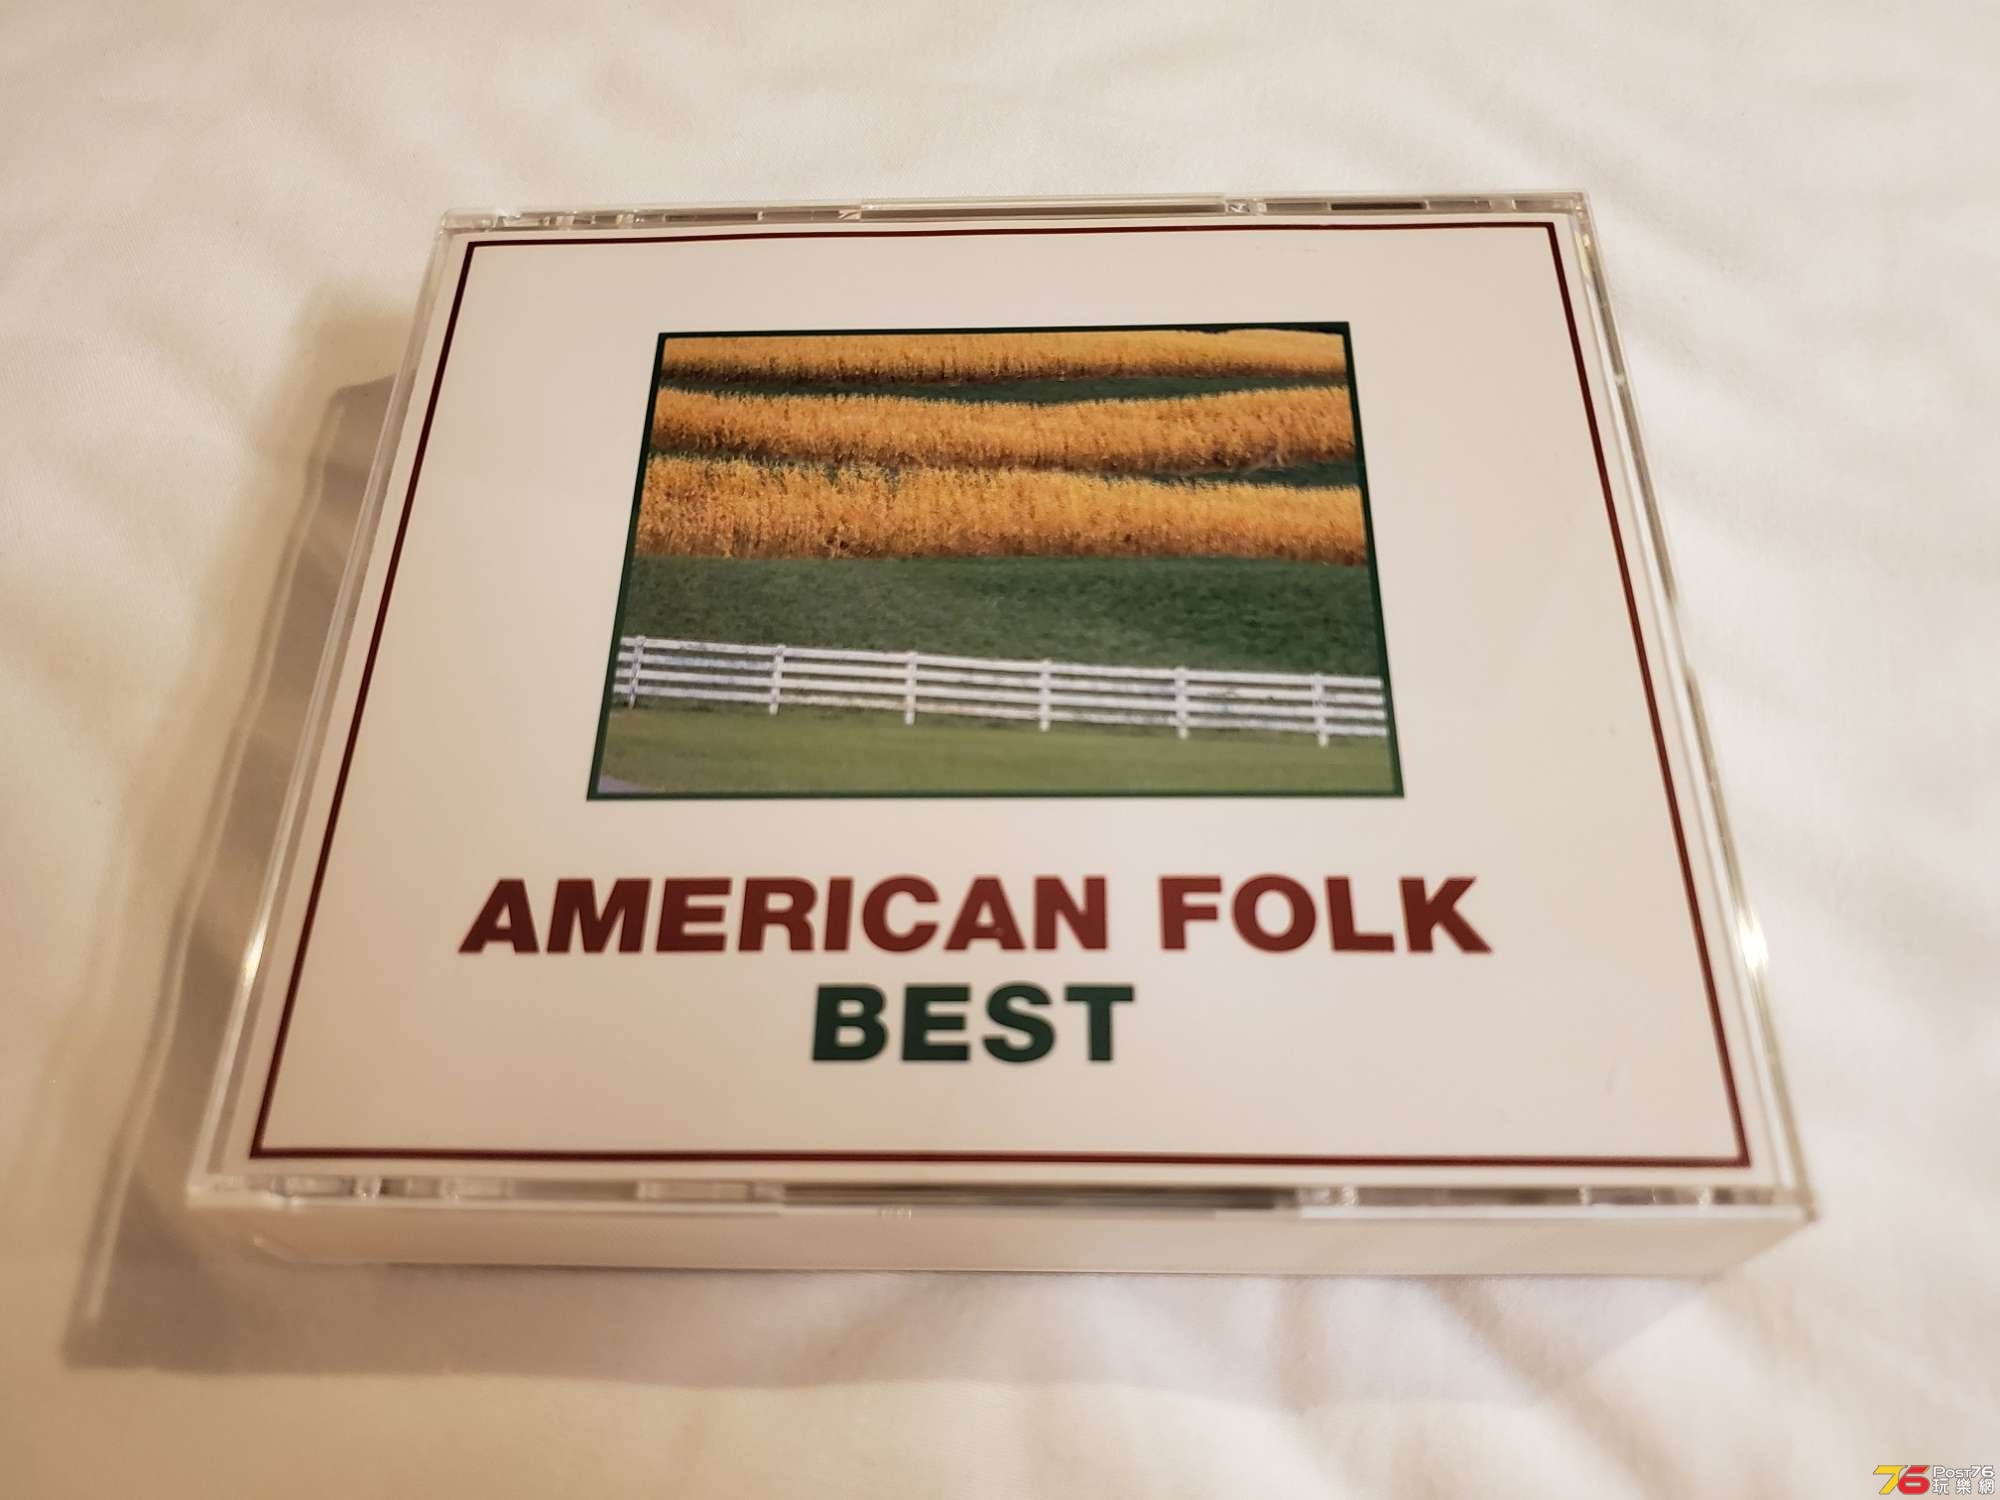 AMERICAN FOLK
BEST
76 Post76
玩樂網